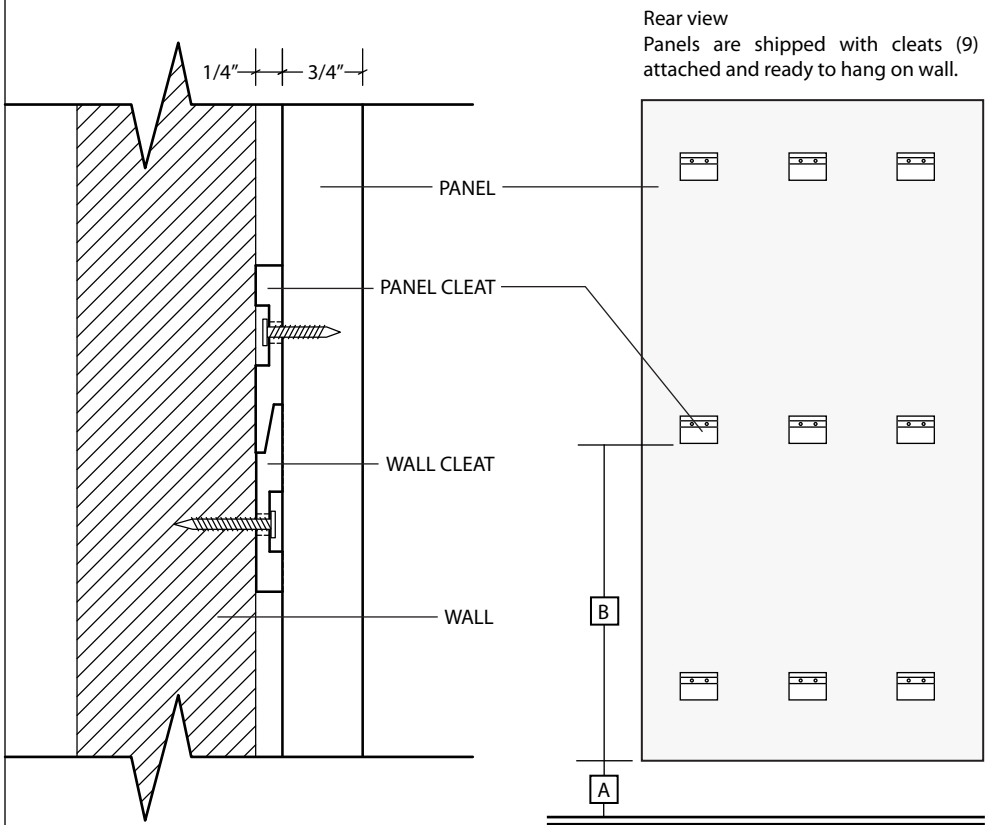 Rear view
Panels are shipped with cleats (9)
attached and ready to hang on wall.
1/4" 3/4"
PANEL
PANEL CLEAT
WALL CLEAT
WALL
B
A